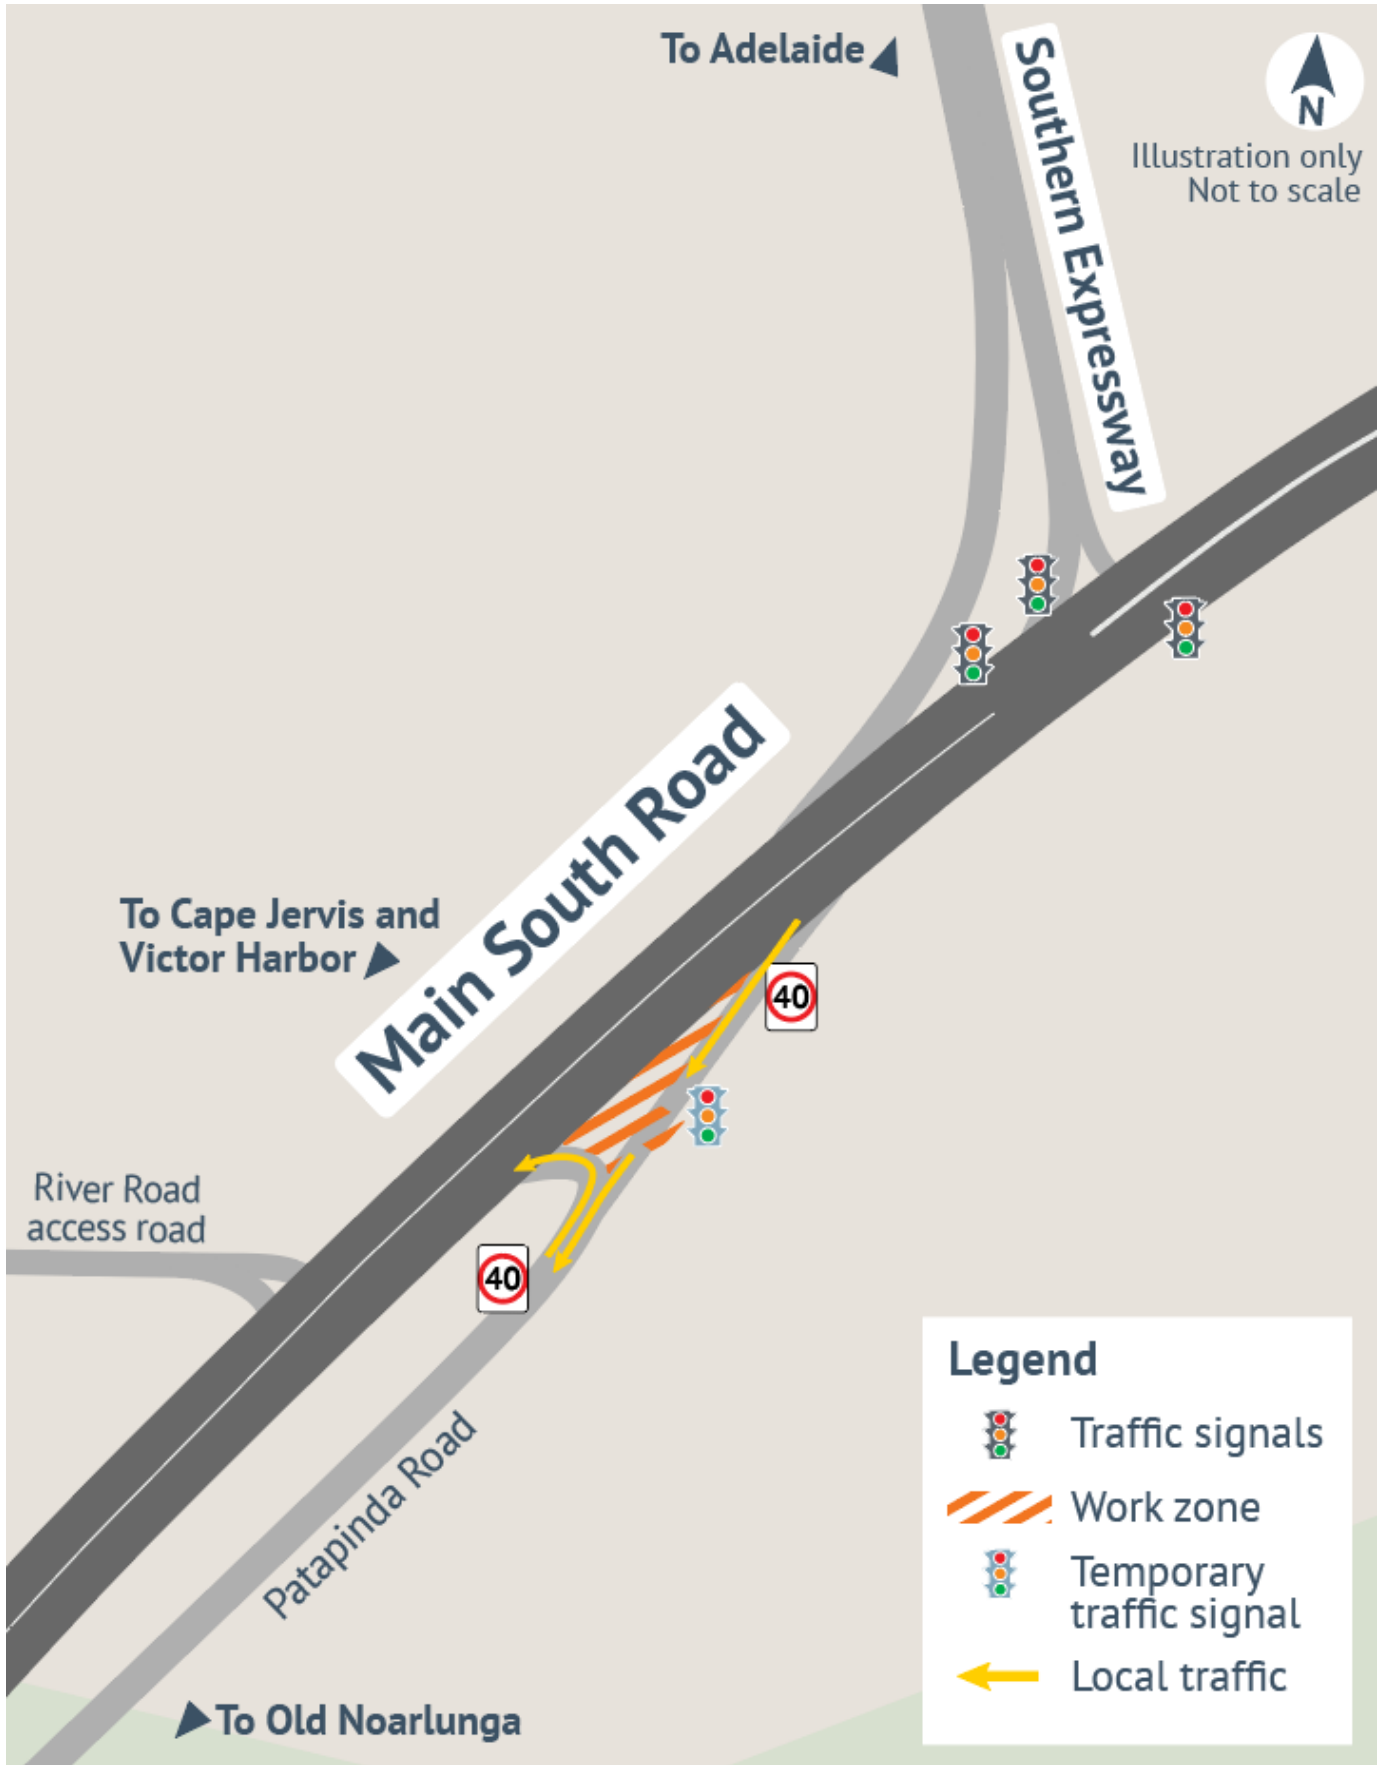 To Adelaide
N
Illustration only
Not to scale
Southern Expressway
Main South Road
To Cape Jervis and
Victor Harbor
40
River Road
access road
40
Patapinda Road
To Old Noarlunga
Legend
Traffic signals
Work zone
Temporary
traffic signal
Local traffic